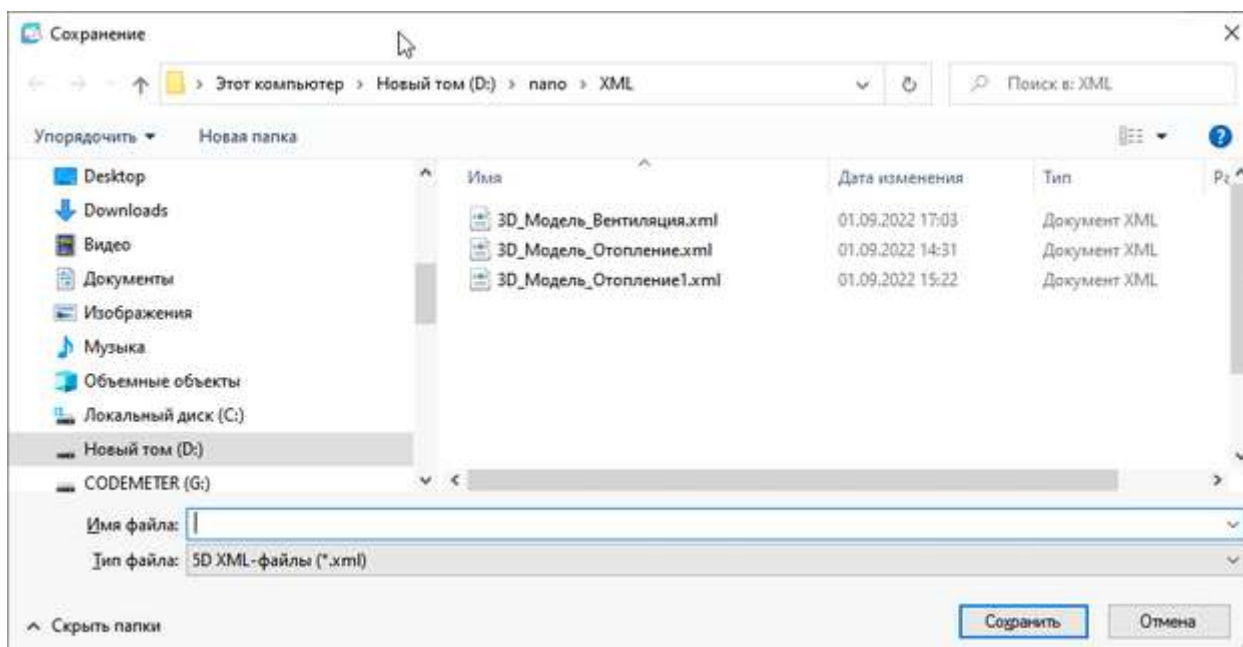 Сохранение
Этот компьютер > Новый том (D:) > nano > XML
Поиск в: XML
Упорядочить
Новая папка
Имя
Дата изменения
Тип
Desktop
Downloads
Видео
Документы
Изображения
Музыка
Объемные объекты
Локальный диск (C:)
Новый том (D:)
CODEMETER (G:)
3D_Модель_Вентиляция.xml 01.09.2022 17:03 Документ XML
3D_Модель_Отопление.xml 01.09.2022 14:31 Документ XML
3D_Модель_Отопление1.xml 01.09.2022 15:22 Документ XML
Имя файла:
Тип файла: 5D XML-файлы (*.xml)
Скрыть папки
Сохранить
Отмена